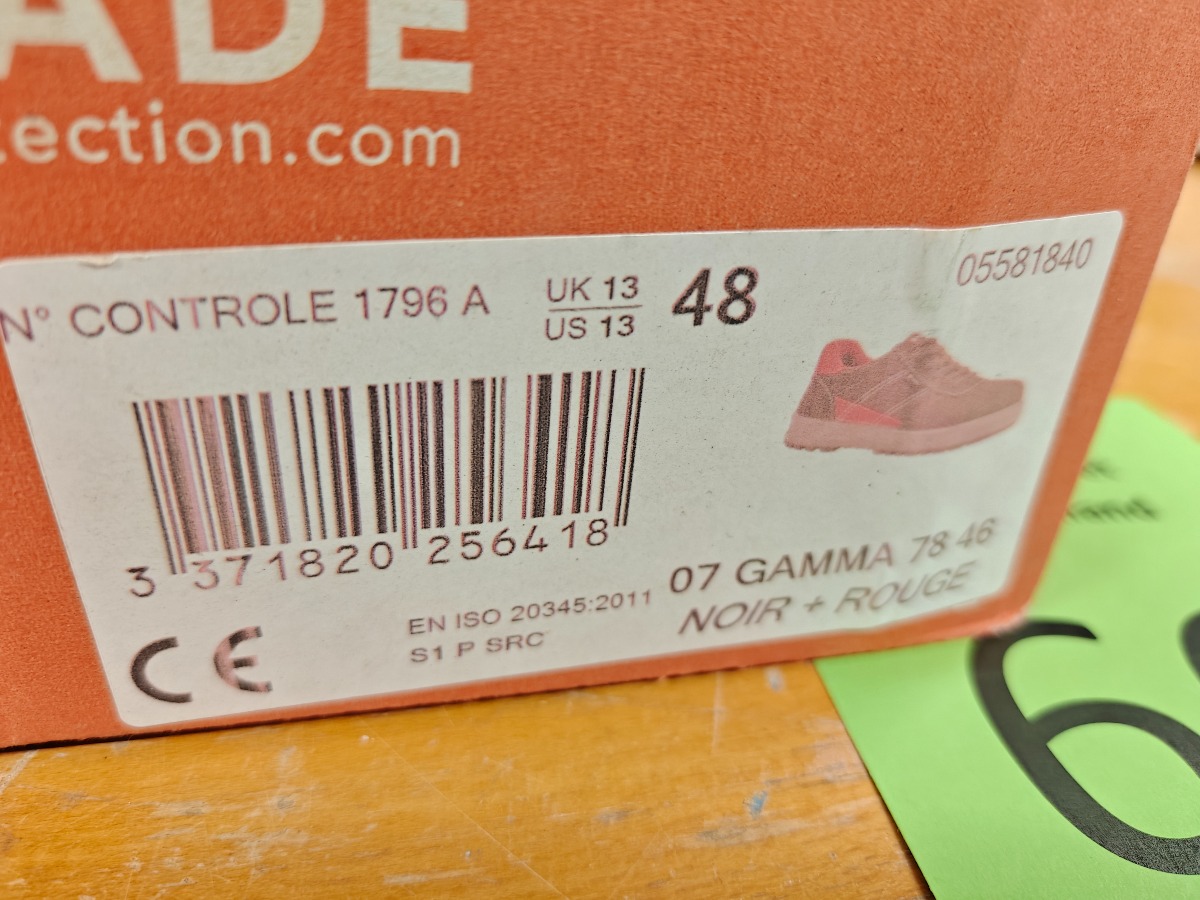 ADE
tection.com
N° CONTROLE 1796 A
UK 13
US 13
48
05581840
3 371820 256418
07 GAMMA 78 46
NOIR + ROUGE
EN ISO 20345:2011
S1 P SRC
CE